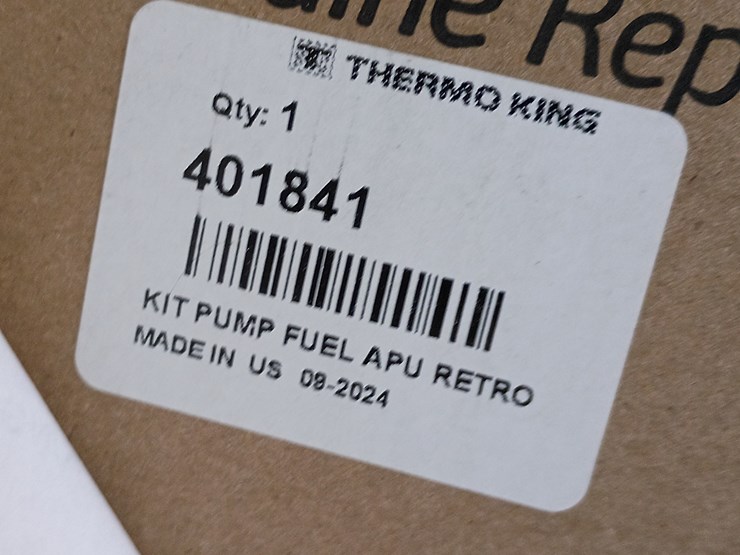 THERMO KING
Qty: 1
401841
KIT PUMP FUEL APU RETRO
MADE IN US 08-2024